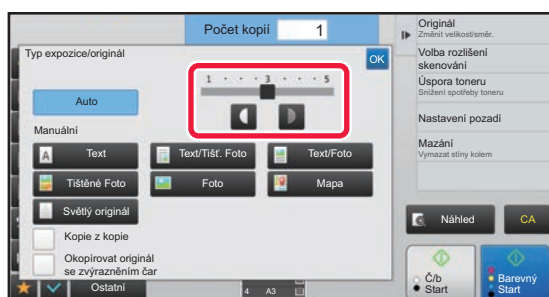 Počet kopií 1
Typ expozice/originál
OK
1 3 5
Auto
Manuální
A Text
Text/Tišť. Foto
Text/Foto
Tištěné Foto
Foto
Mapa
Světlý originál
Kopie z kopie
Okopírovat originál
se zvýrazněním čar
Ostatní
4 A3
Originál
Změnit velikost/směr.
Volba rozlišení
skenování
Úspora toneru
Snížení spotřeby toneru
Nastavení pozadí
Mazání
Vymazat stíny kolem
Náhled
CA
Č/b
Start
Barevný
Start